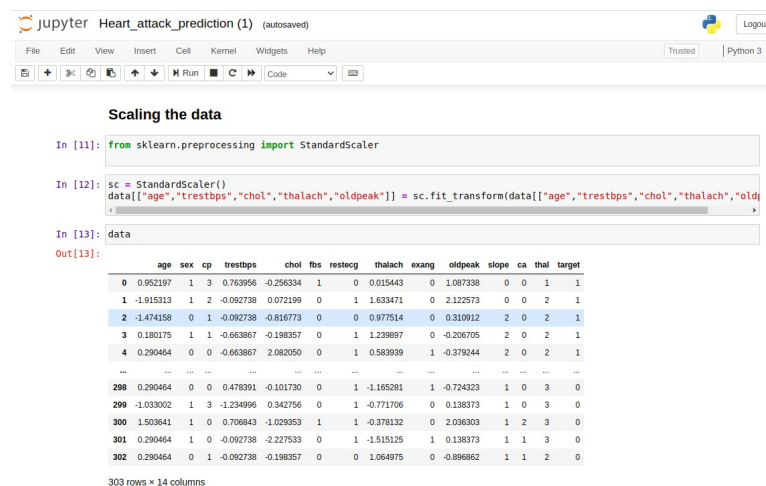 jupyter Heart_attack_prediction (1) (autosaved)
Logou
File Edit View Insert Cell Kernel Widgets Help Trusted Python 3
Run Code
Scaling the data
In [11]: from sklearn.preprocessing import StandardScaler
In [12]: sc = StandardScaler()
data[["age","trestbps","chol","thalach","oldpeak"]] = sc.fit_transform(data[["age","trestbps","chol","thalach","oldp
In [13]: data
Out[13]:
age sex cp trestbps chol fbs restecg thalach exang oldpeak slope ca thal target
0 0.952197 1 3 0.763956 -0.256334 1 0 0.015443 0 1.087338 0 0 1 1
1 -1.915313 1 2 -0.092738 0.072199 0 1 1.633471 0 2.122573 0 0 2 1
2 -1.474158 0 1 -0.092738 -0.816773 0 0 0.977514 0 0.310912 2 0 2 1
3 0.180175 1 1 -0.663867 -0.198357 0 1 1.239897 0 -0.206705 2 0 2 1
4 0.290464 0 0 -0.663867 2.082050 0 1 0.583939 1 -0.379244 2 0 2 1
... ... ... ... ... ... ... ... ... ... ... ... ... ... ...
298 0.290464 0 0 0.478391 -0.101730 0 1 -1.165281 1 -0.724323 1 0 3 0
299 -1.033002 1 3 -1.234996 0.342756 0 1 -0.771706 0 0.138373 1 0 3 0
300 1.503641 1 0 0.706843 -1.029353 1 1 -0.378132 0 2.036303 1 2 3 0
301 0.290464 1 0 -0.092738 -2.227533 0 1 -1.515125 1 0.138373 1 1 3 0
302 0.290464 0 1 -0.092738 -0.198357 0 0 1.064975 0 -0.896862 1 1 2 0
303 rows × 14 columns